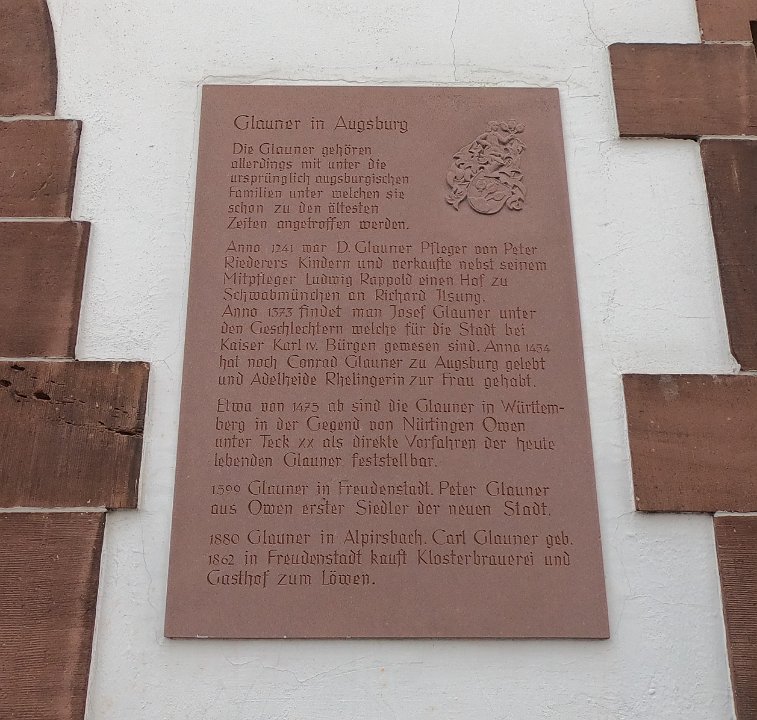 Glauner in Augsburg
Die Glauner gehören
allerdings mit unter die
ursprünglich augsburgischen
Familien unter welchen sie
schon zu den ältesten
Zeiten angetroffen werden.
Anno 1241 war D. Glauner Pfleger von Peter
Riederers Kindern und verkaufte nebst seinem
Mitpfleger Ludwig Rappold einen Hof zu
Schwabmünchen an Richard Jlsung.
Anno 1373 findet man Josef Glauner unter
den Geschlechtern welche für die Stadt bei
Kaiser Karl IV. Bürgen gewesen sind. Anno 1454
hat noch Conrad Glauner zu Augsburg gelebt
und Adelheide Rhelingerin zur Frau gehabt.
Etwa von 1475 ab sind die Glauner in Württem-
berg in der Gegend von Nürtingen Owen
unter Teck xx als direkte Vorfahren der heute
lebenden Glauner feststellbar.
1599 Glauner in Freudenstadt. Peter Glauner
aus Owen erster Siedler der neuen Stadt.
1880 Glauner in Alpirsbach. Carl Glauner geb.
1862 in Freudenstadt kauft Klosterbrauerei und
Gasthof zum Löwen.